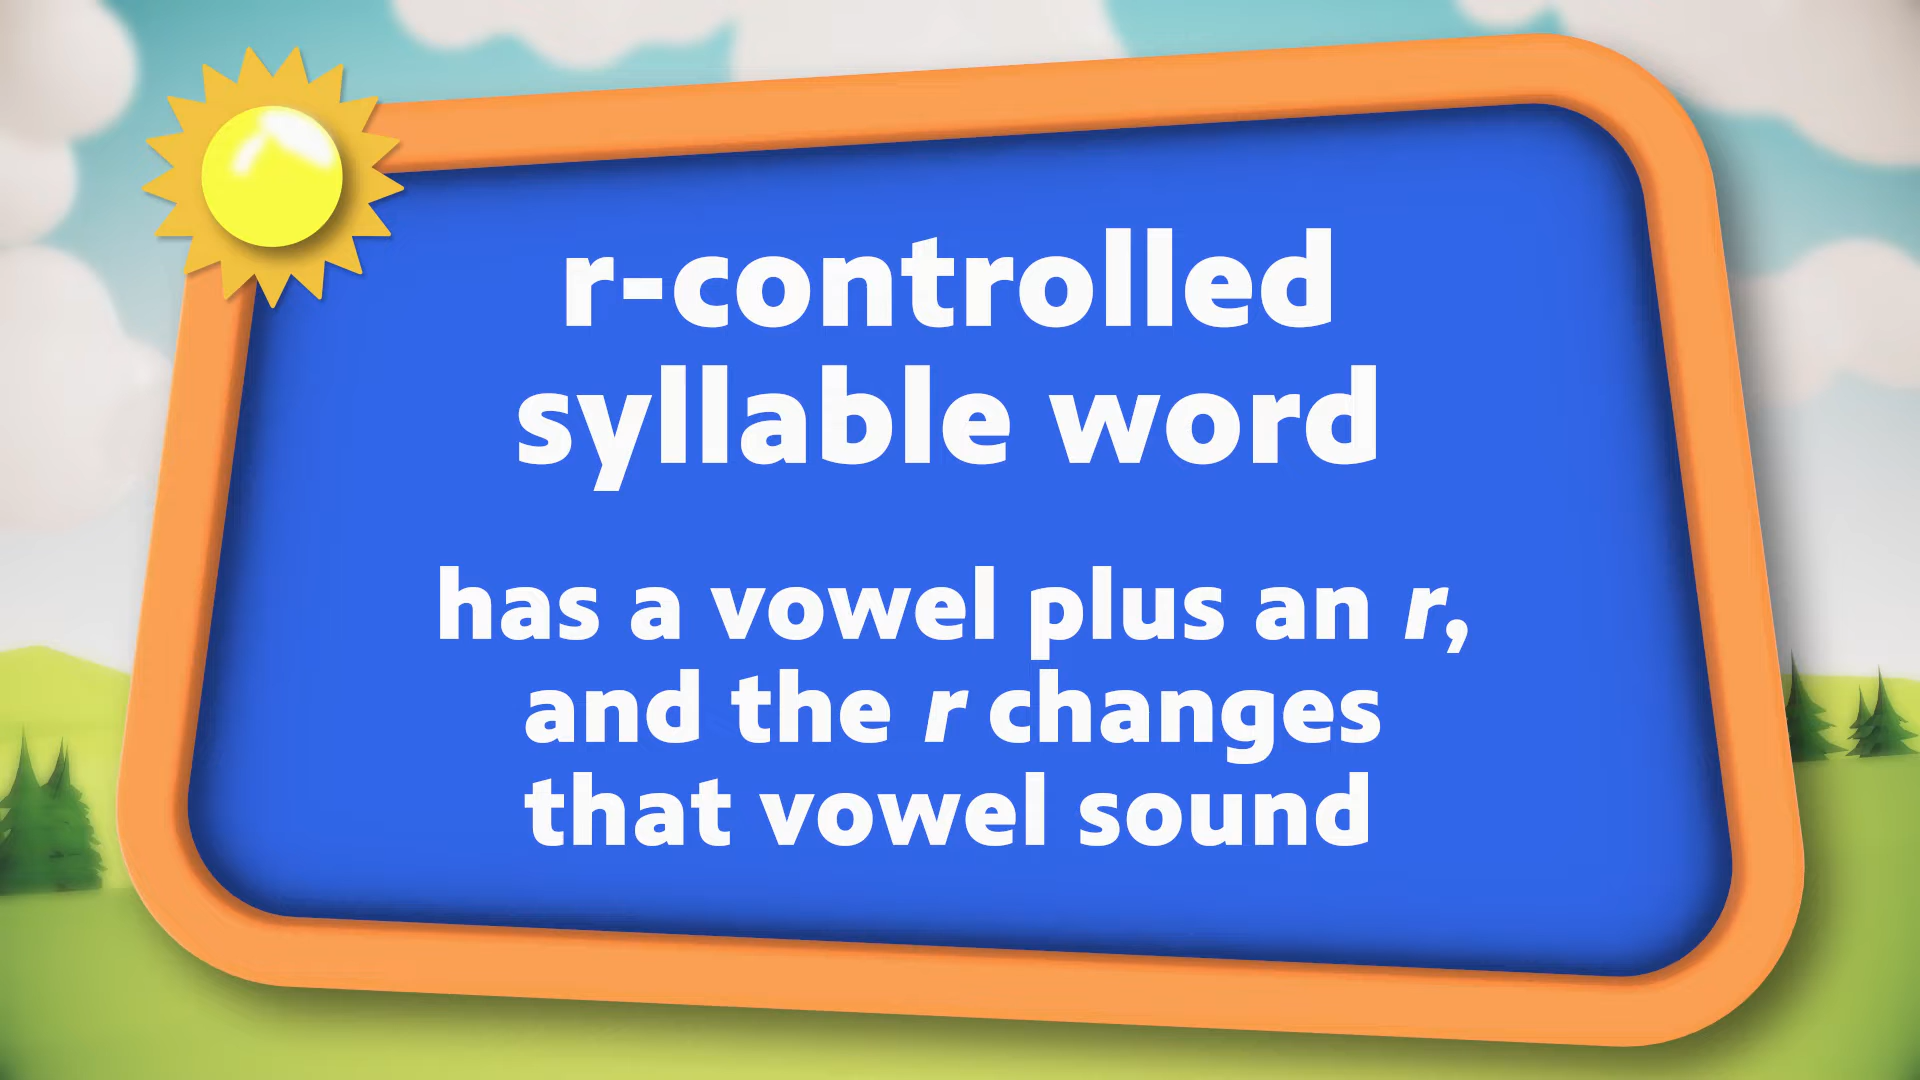 r-controlled
syllable word
has a vowel plus an r,
and the r changes
that vowel sound